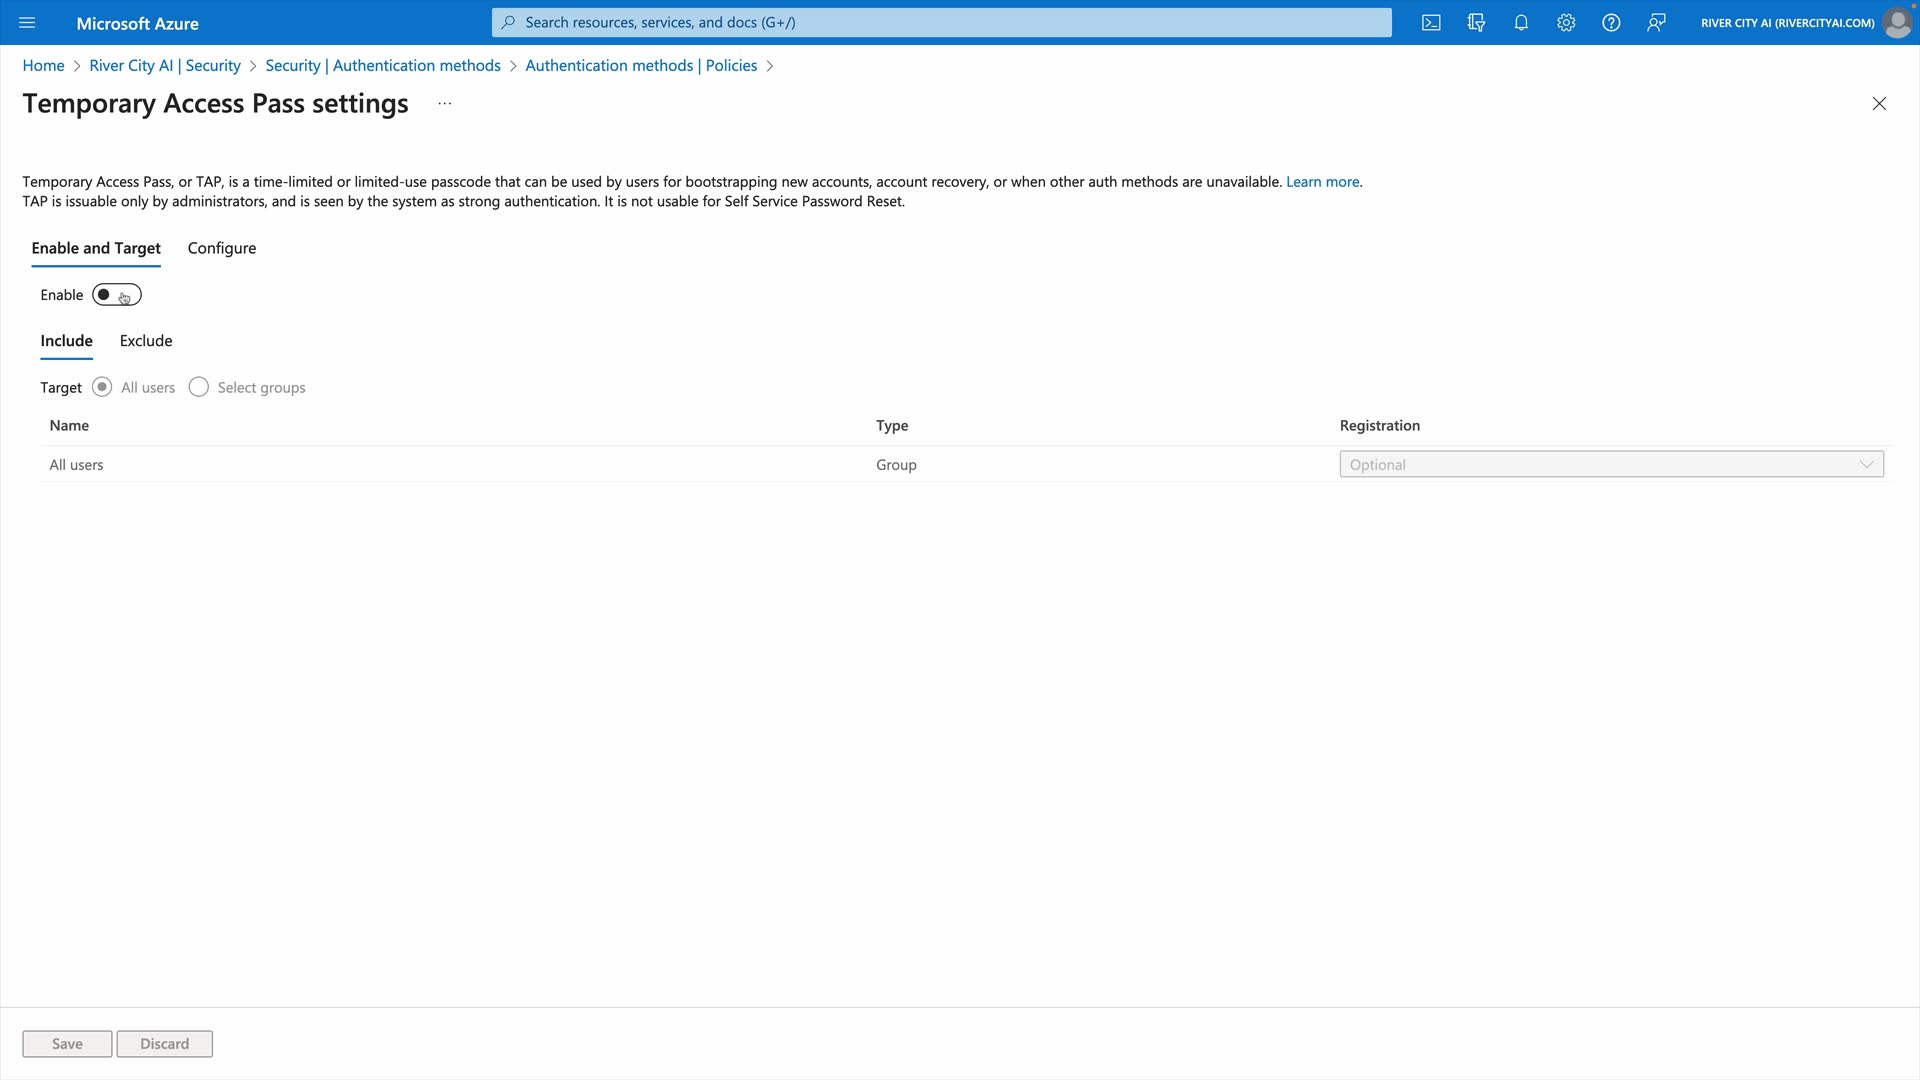 Microsoft Azure
Search resources, services, and docs (G+/)
RIVER CITY AI (RIVERCITYAI.COM)
Home > River City AI | Security > Security | Authentication methods > Authentication methods | Policies >
Temporary Access Pass settings ...
Temporary Access Pass, or TAP, is a time-limited or limited-use passcode that can be used by users for bootstrapping new accounts, account recovery, or when other auth methods are unavailable. Learn more.
TAP is issuable only by administrators, and is seen by the system as strong authentication. It is not usable for Self Service Password Reset.
Enable and Target Configure
Enable
Include Exclude
Target All users Select groups
Name Type Registration
All users Group Optional
Save Discard